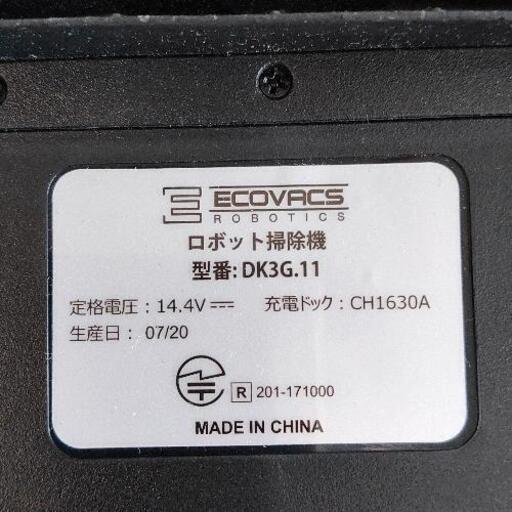 ECOVACS
ROBOTICS
ロボット掃除機
型番: DK3G.11
定格電圧：14.4V⎓ 充電ドック：CH1630A
生産日： 07/20
R 201-171000
MADE IN CHINA